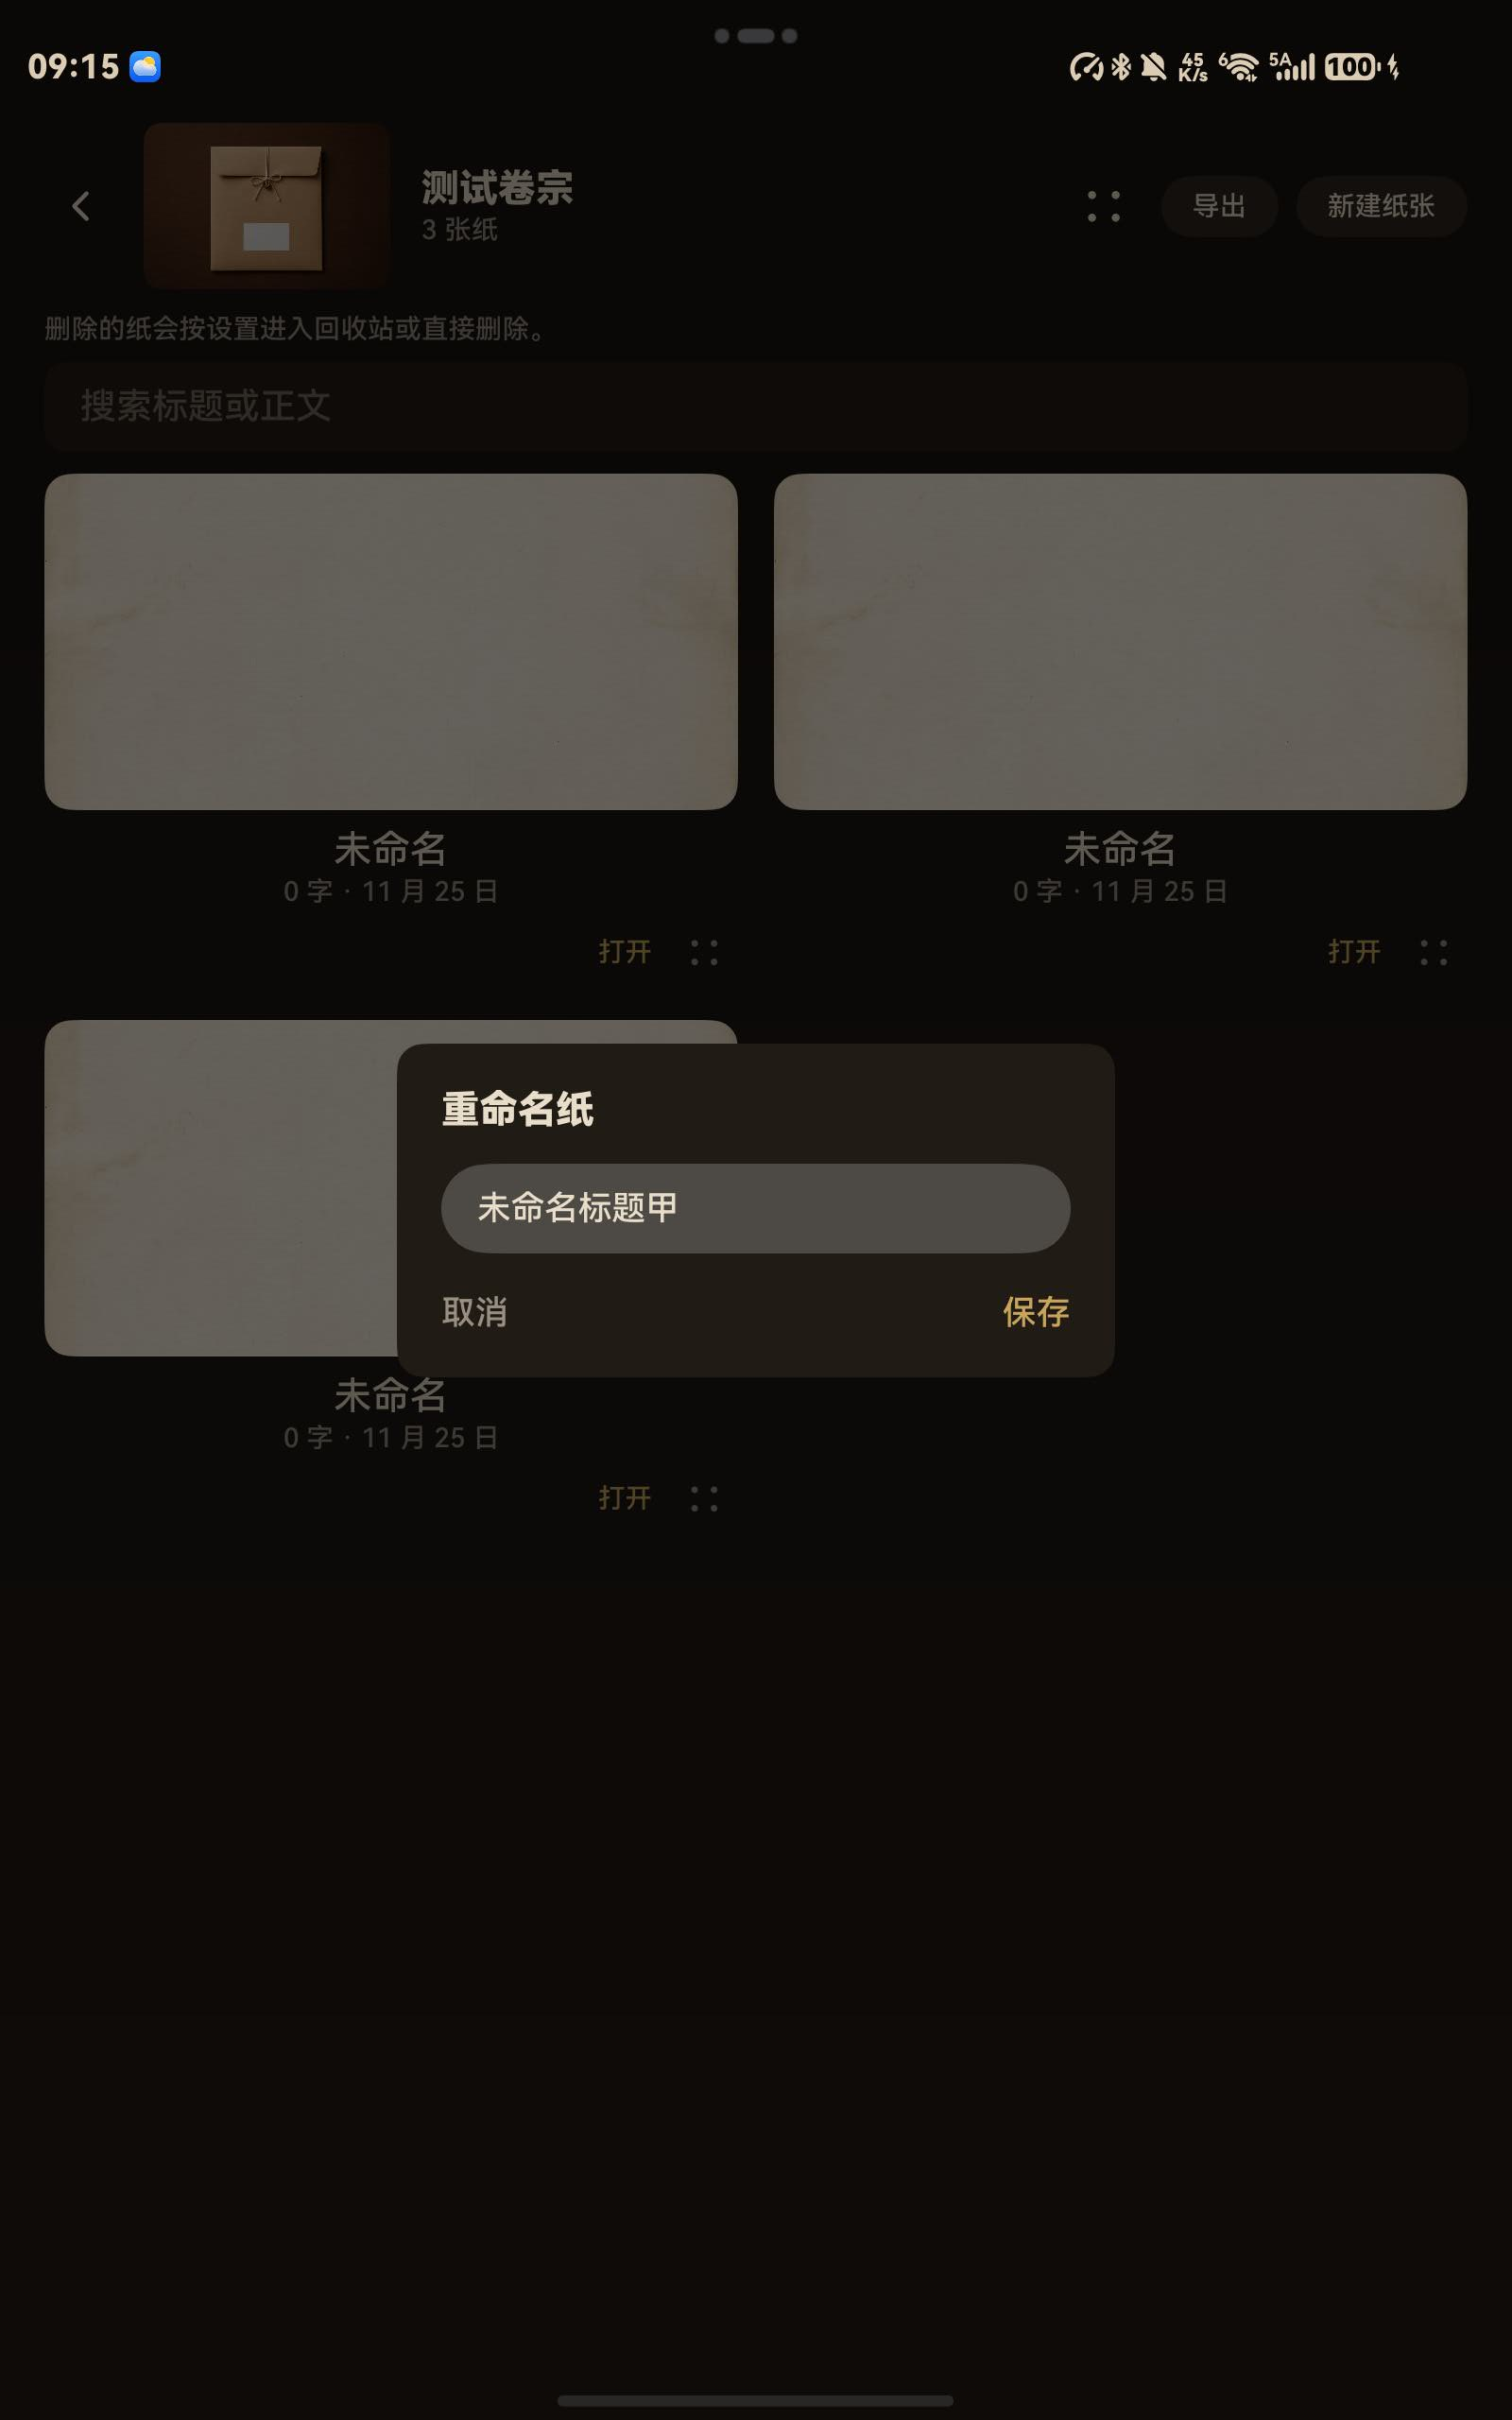 09:15
45 K/s
6
5A
100
测试卷宗
3 张纸
导出
新建纸张
删除的纸会按设置进入回收站或直接删除。
搜索标题或正文
未命名
0 字 · 11 月 25 日
打开
未命名
0 字 · 11 月 25 日
打开
重命名纸
未命名标题甲
取消
保存
未命名
0 字 · 11 月 25 日
打开